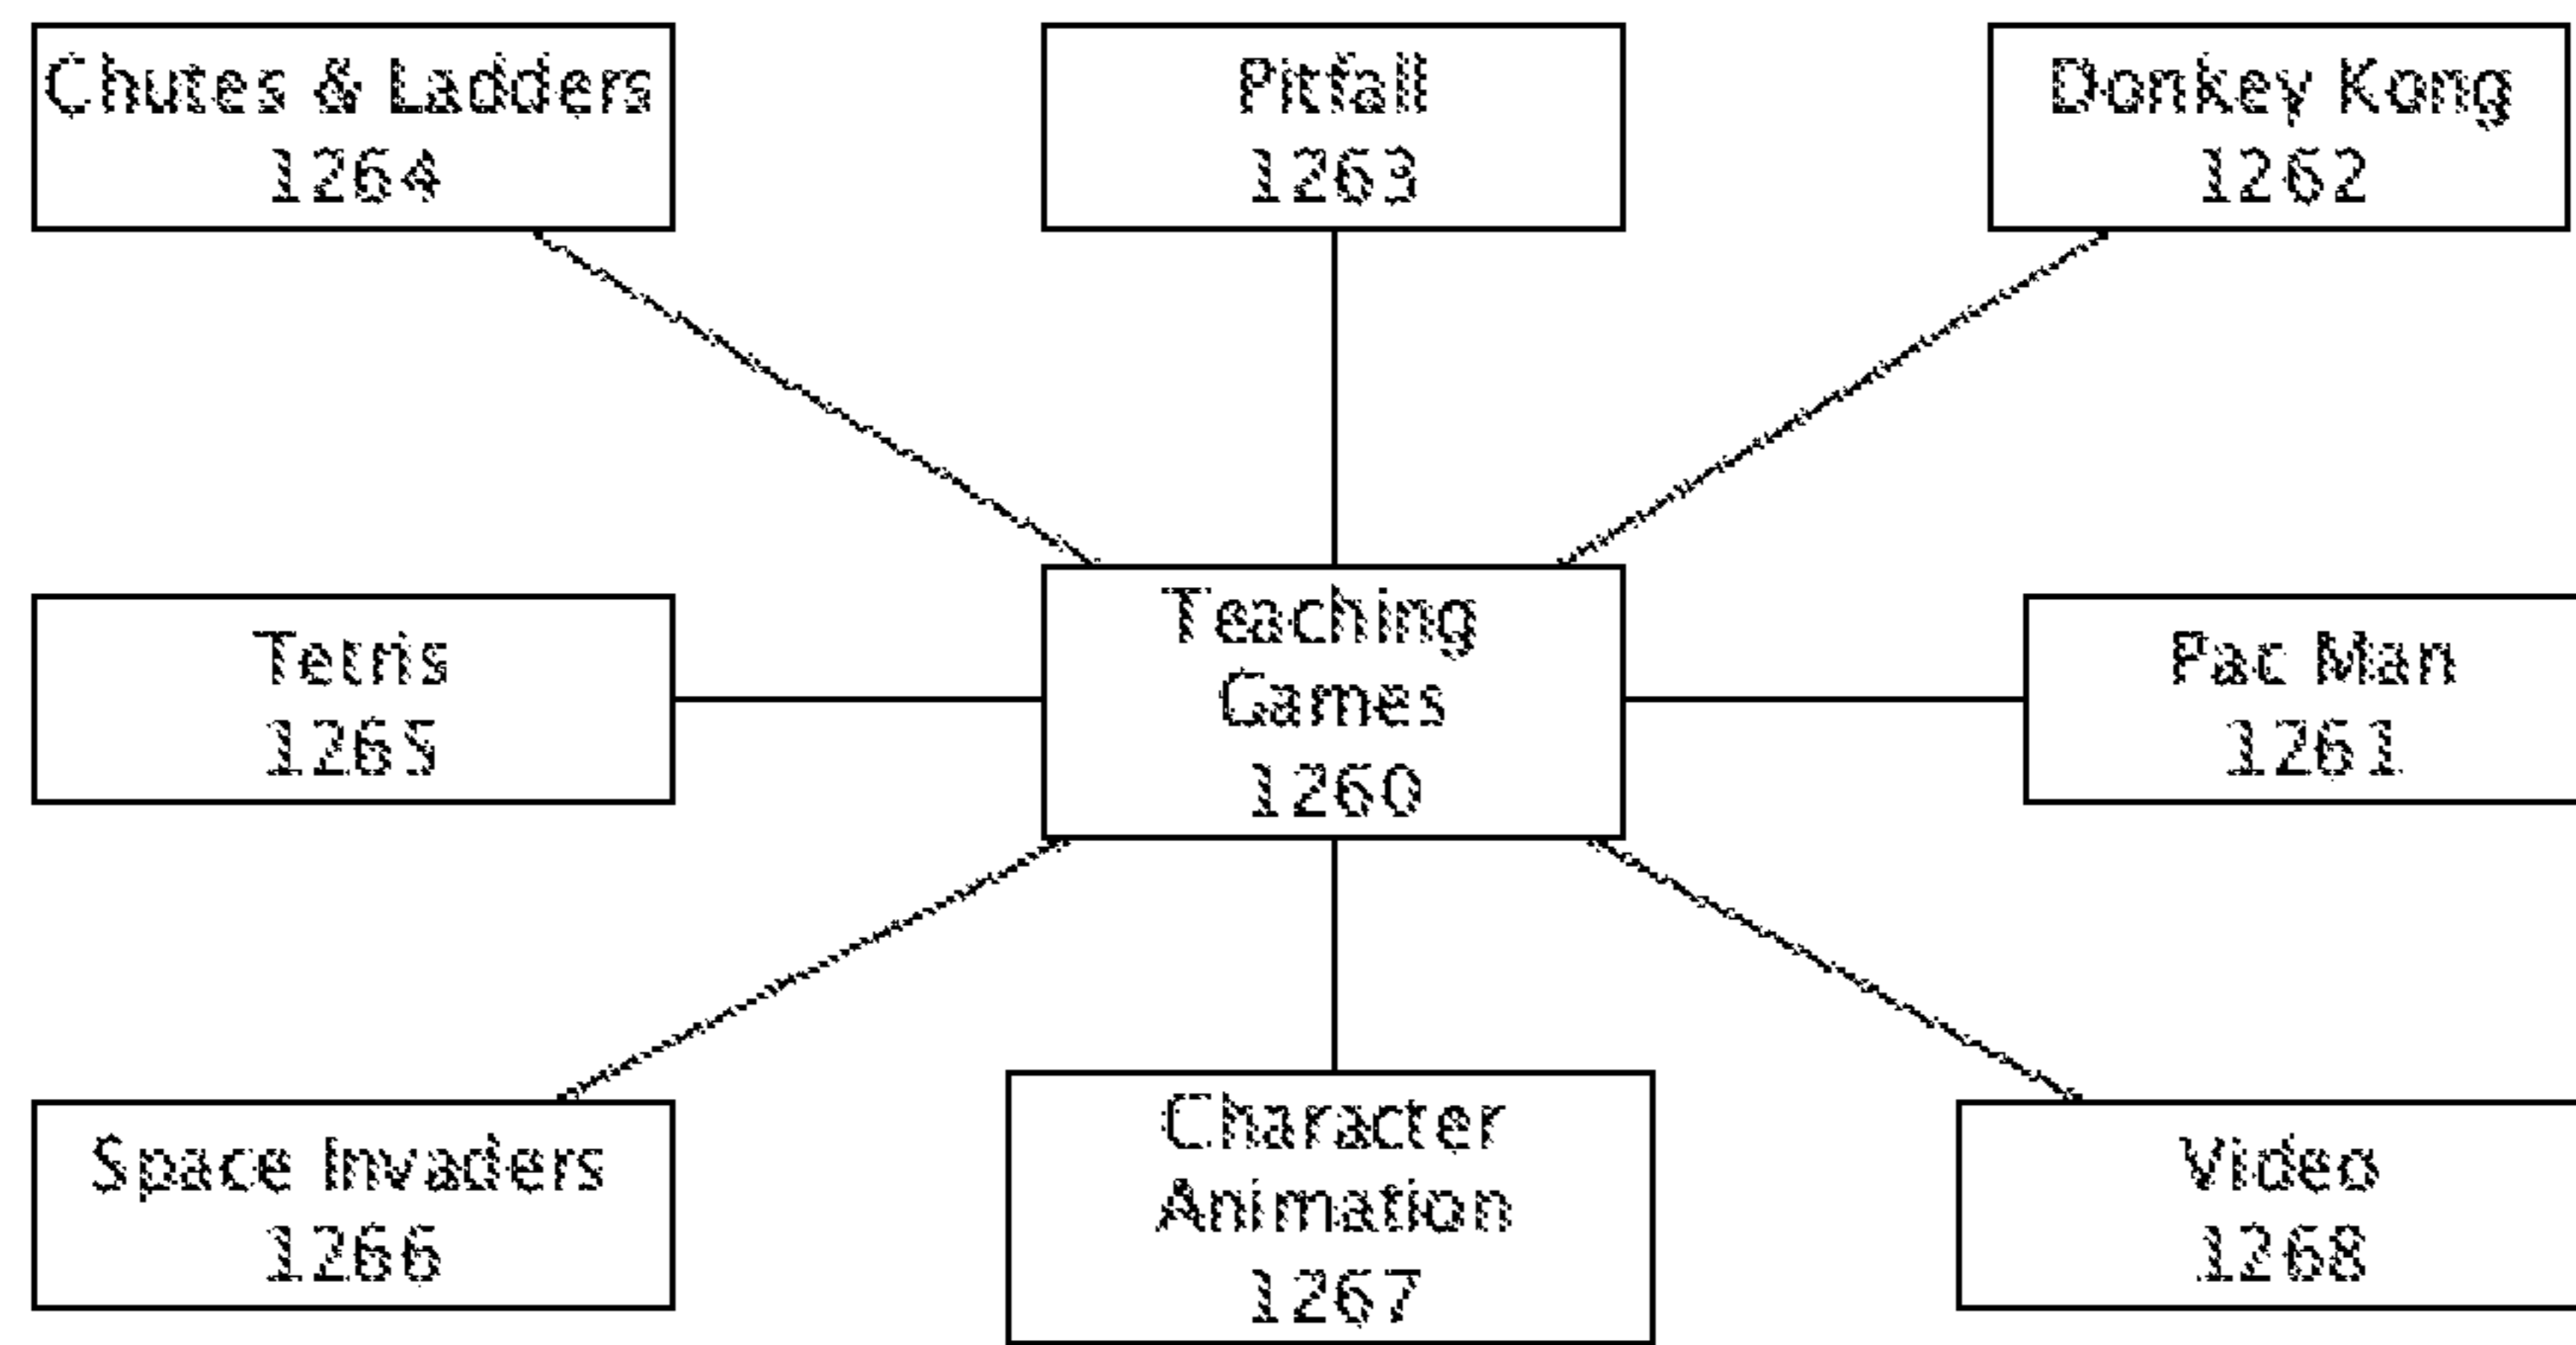 Chutes & Ladders
1264
Pitfall
1263
Donkey Kong
1262
Tetris
1265
Teaching
Games
1260
Pac Man
1261
Space Invaders
1266
Character
Animation
1267
Video
1268